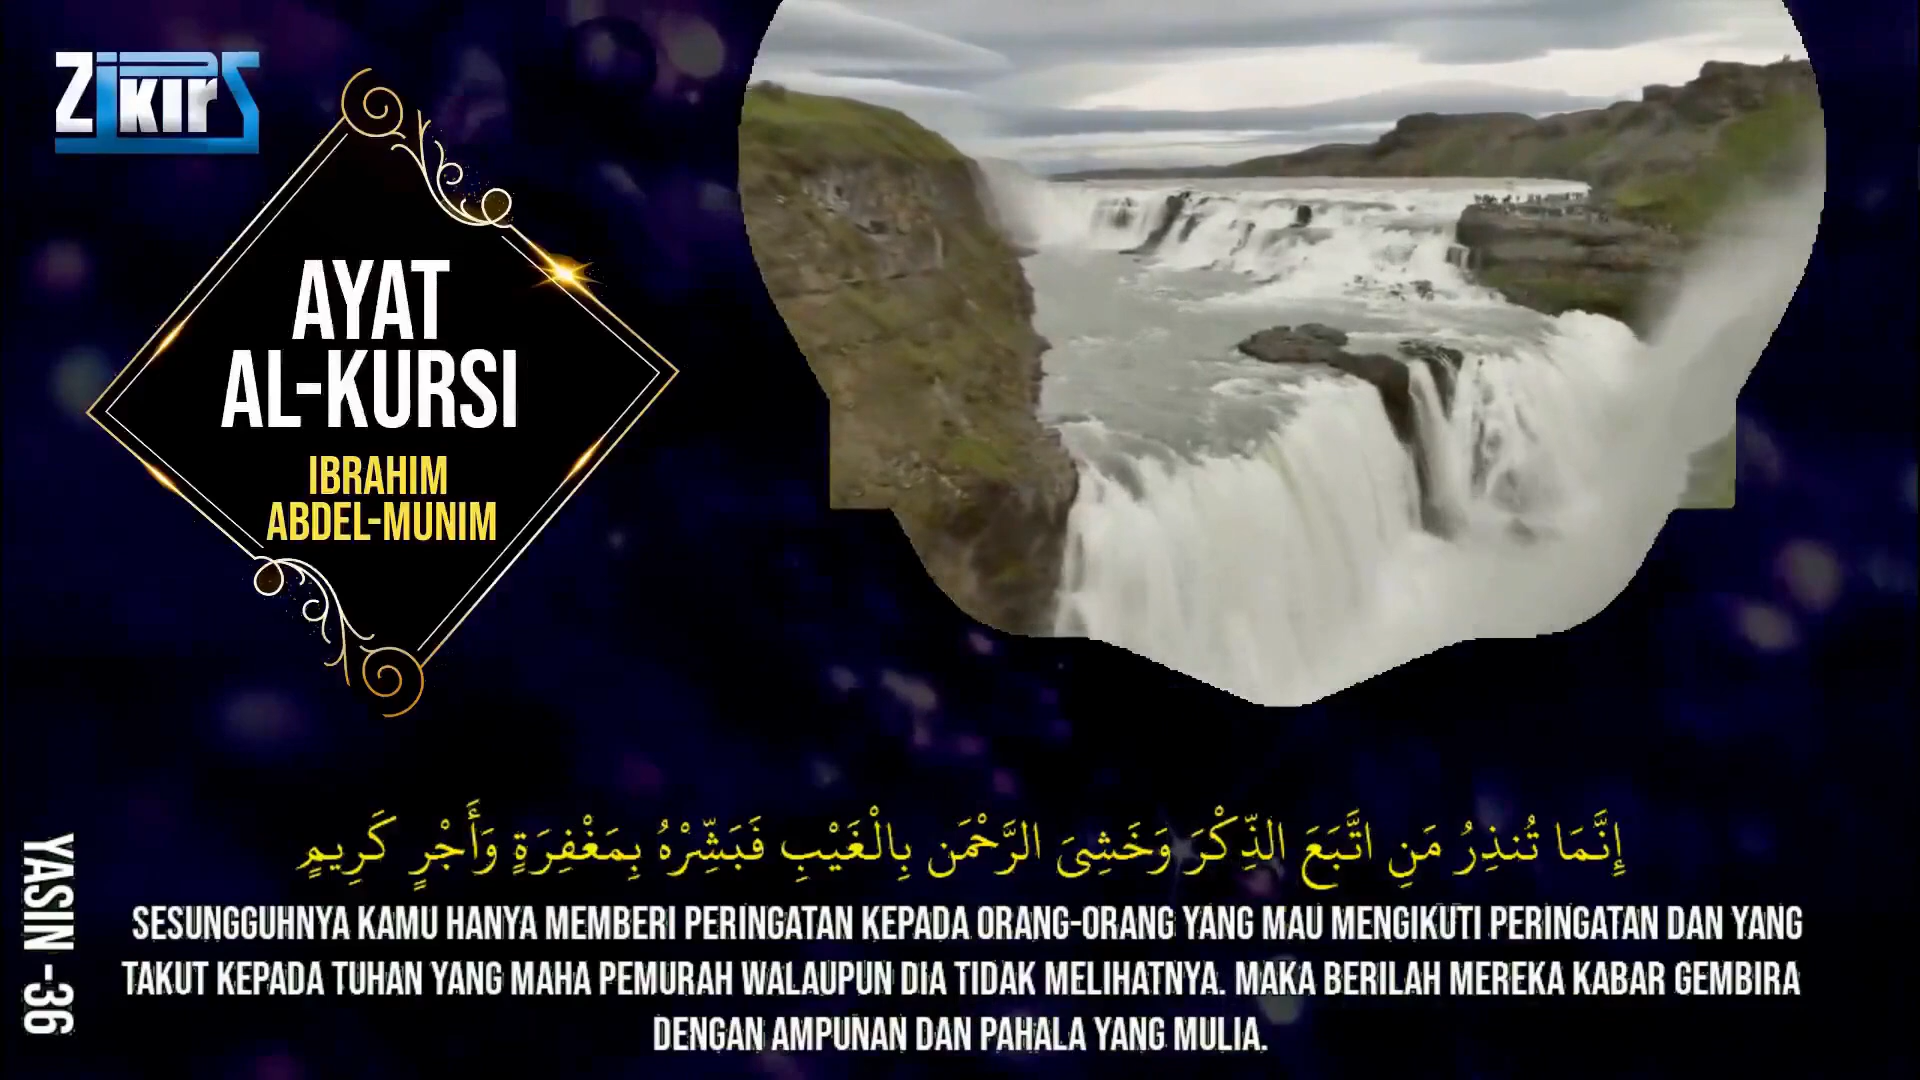 ZikirS
AYAT
AL-KURSI
IBRAHIM
ABDEL-MUNIM
إِنَّمَا تُنذِرُ مَنِ اتَّبَعَ الذِّكْرَ وَخَشِيَ الرَّحْمَن بِالْغَيْبِ فَبَشِّرْهُ بِمَغْفِرَةٍ وَأَجْرٍ كَرِيمٍ
SESUNGGUHNYA KAMU HANYA MEMBERI PERINGATAN KEPADA ORANG-ORANG YANG MAU MENGIKUTI PERINGATAN DAN YANG
TAKUT KEPADA TUHAN YANG MAHA PEMURAH WALAUPUN DIA TIDAK MELIHATNYA. MAKA BERILAH MEREKA KABAR GEMBIRA
DENGAN AMPUNAN DAN PAHALA YANG MULIA.
YASIN -36